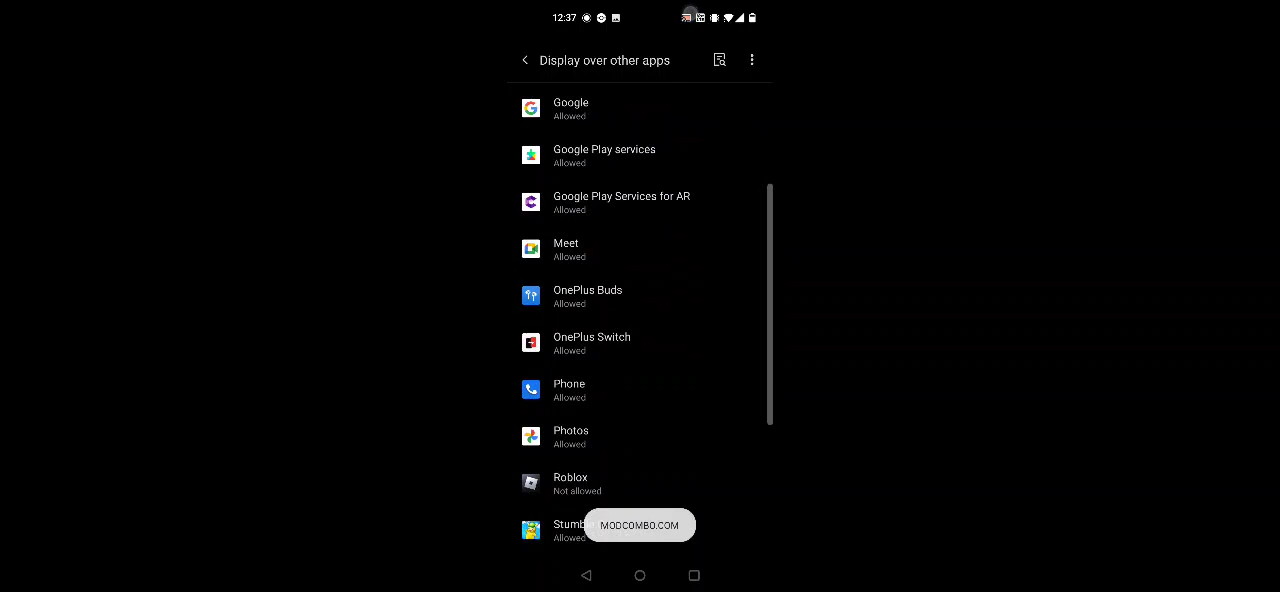 12:37
Display over other apps
Google
Allowed
Google Play services
Allowed
Google Play Services for AR
Allowed
Meet
Allowed
OnePlus Buds
Allowed
OnePlus Switch
Allowed
Phone
Allowed
Photos
Allowed
Roblox
Not allowed
Stumb
MODCOMBO.COM
Allowed